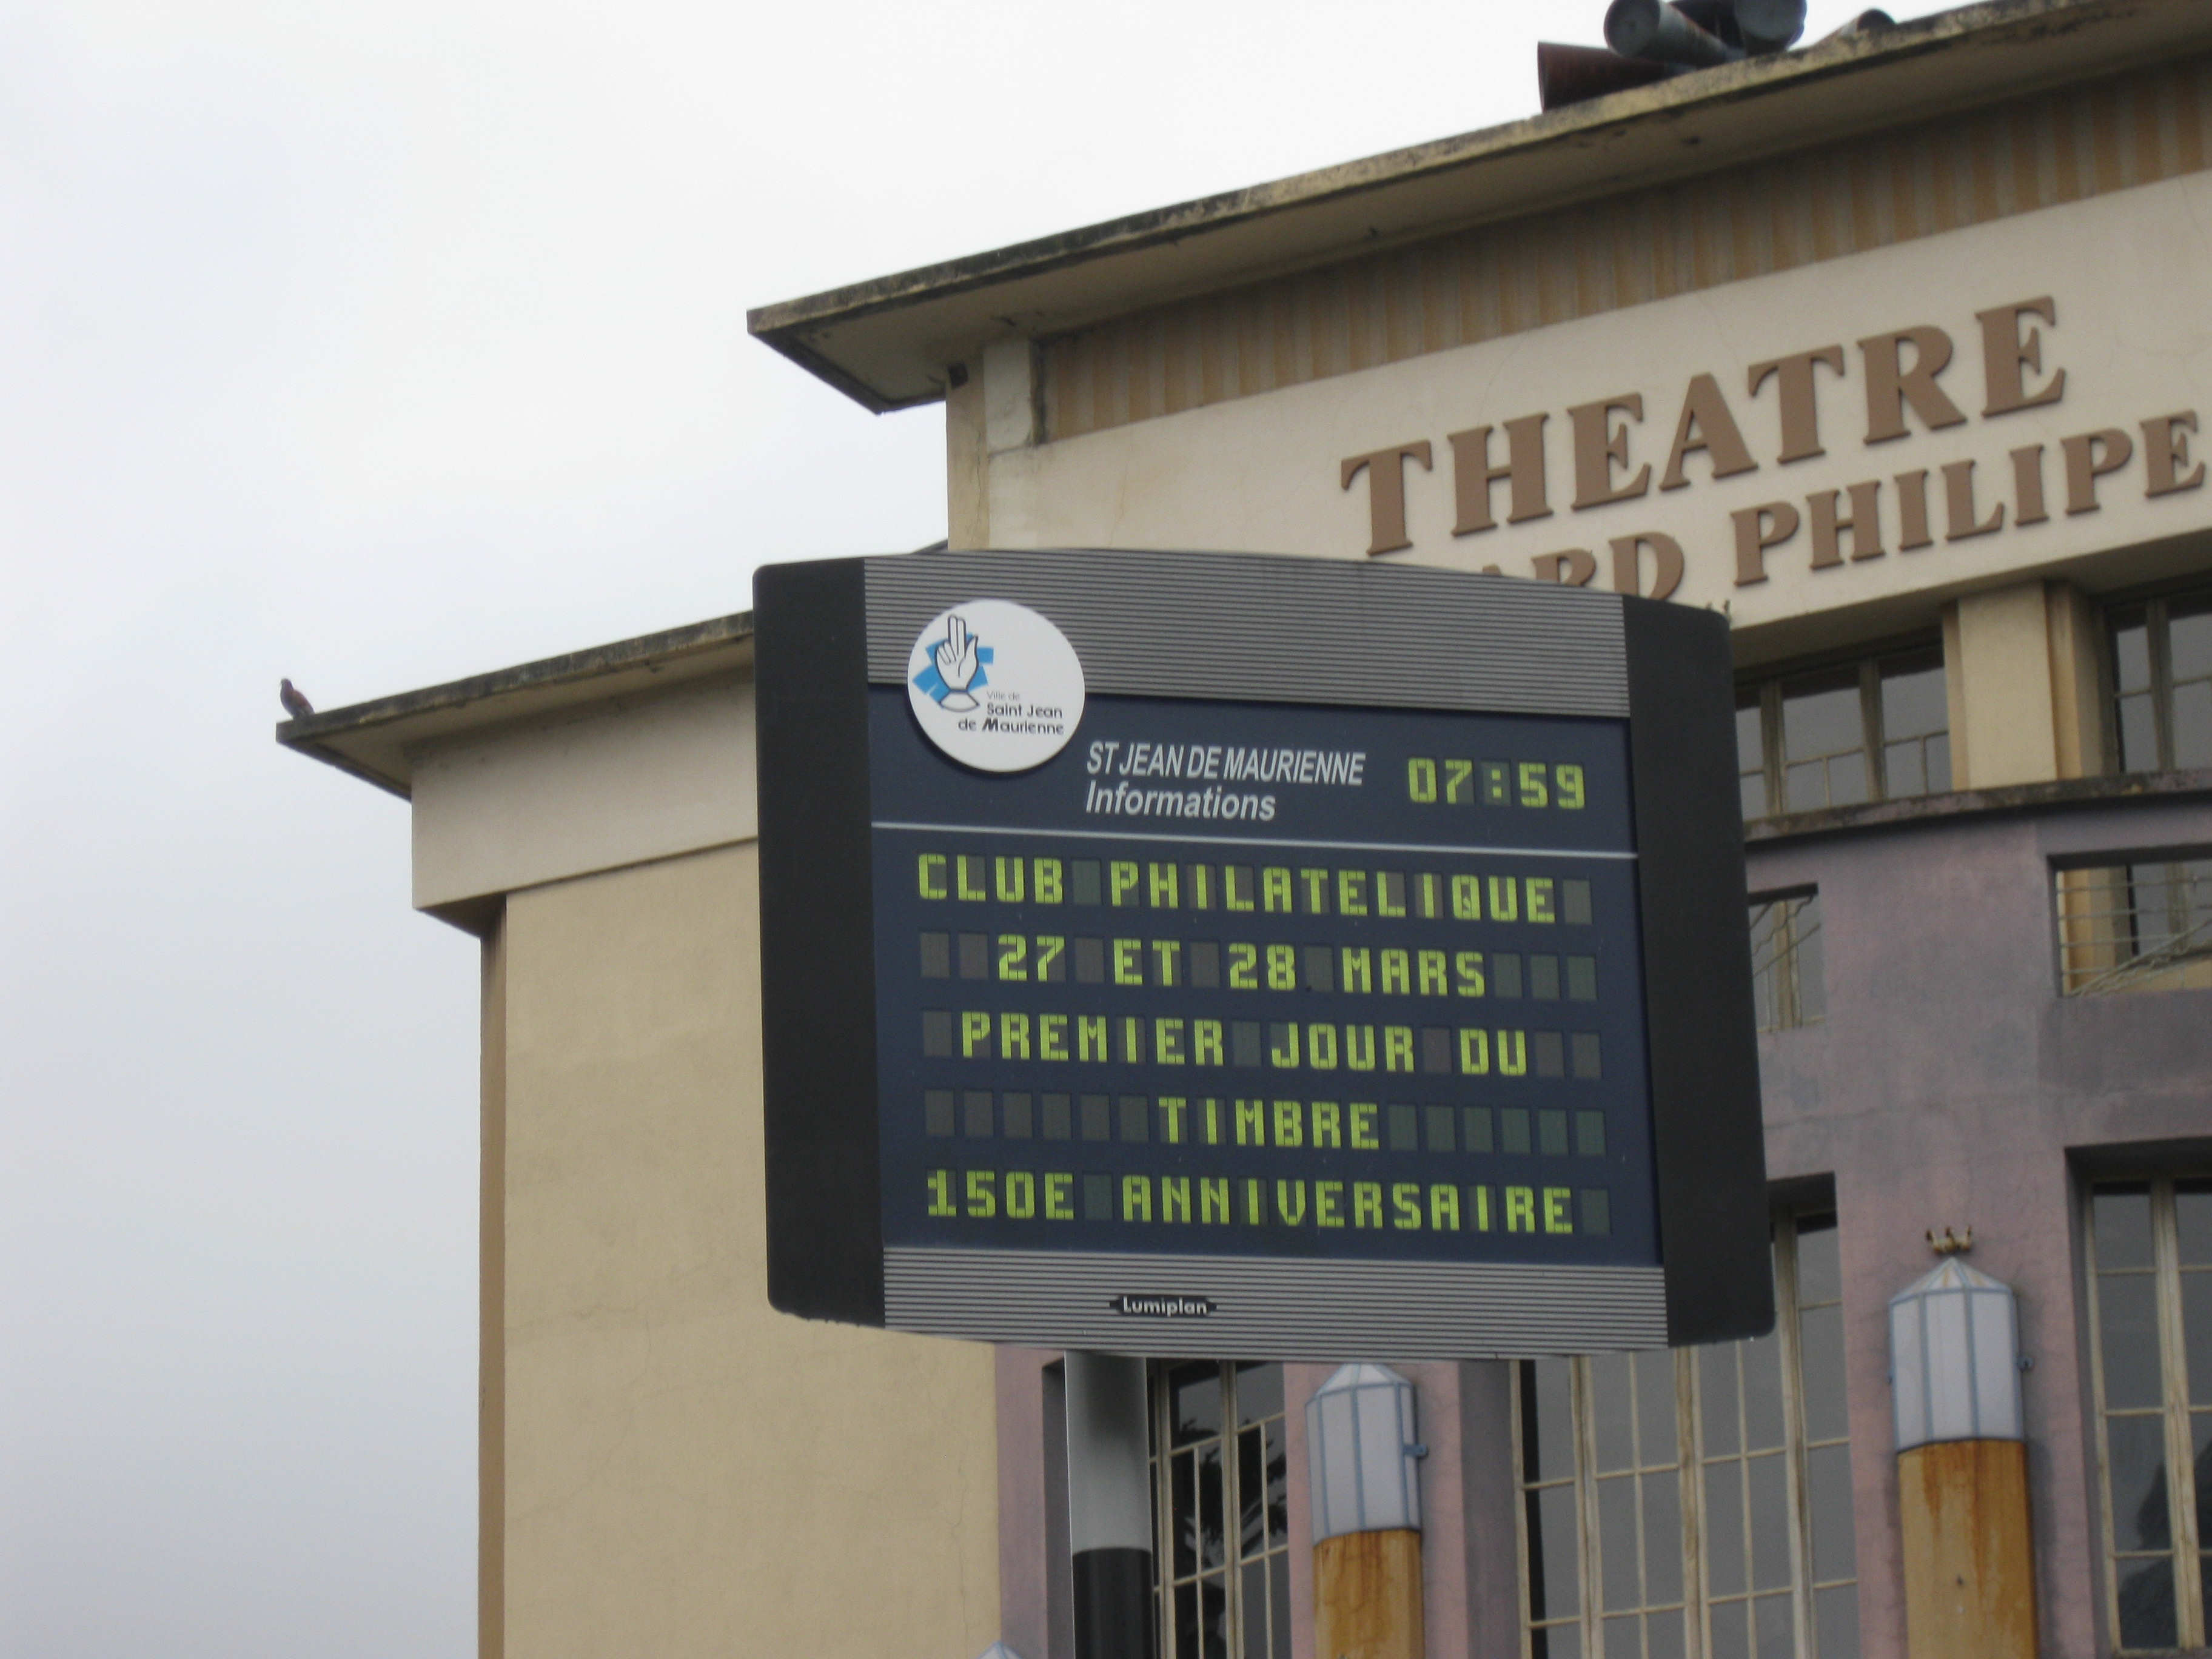 THEATRE
PHILIPE
Ville de
Saint Jean
de Maurienne
ST JEAN DE MAURIENNE
Informations
07:59
CLUB PHILATELIQUE
27 ET 28 MARS
PREMIER JOUR DU
TIMBRE
150E ANNIVERSAIRE
Lumiplan